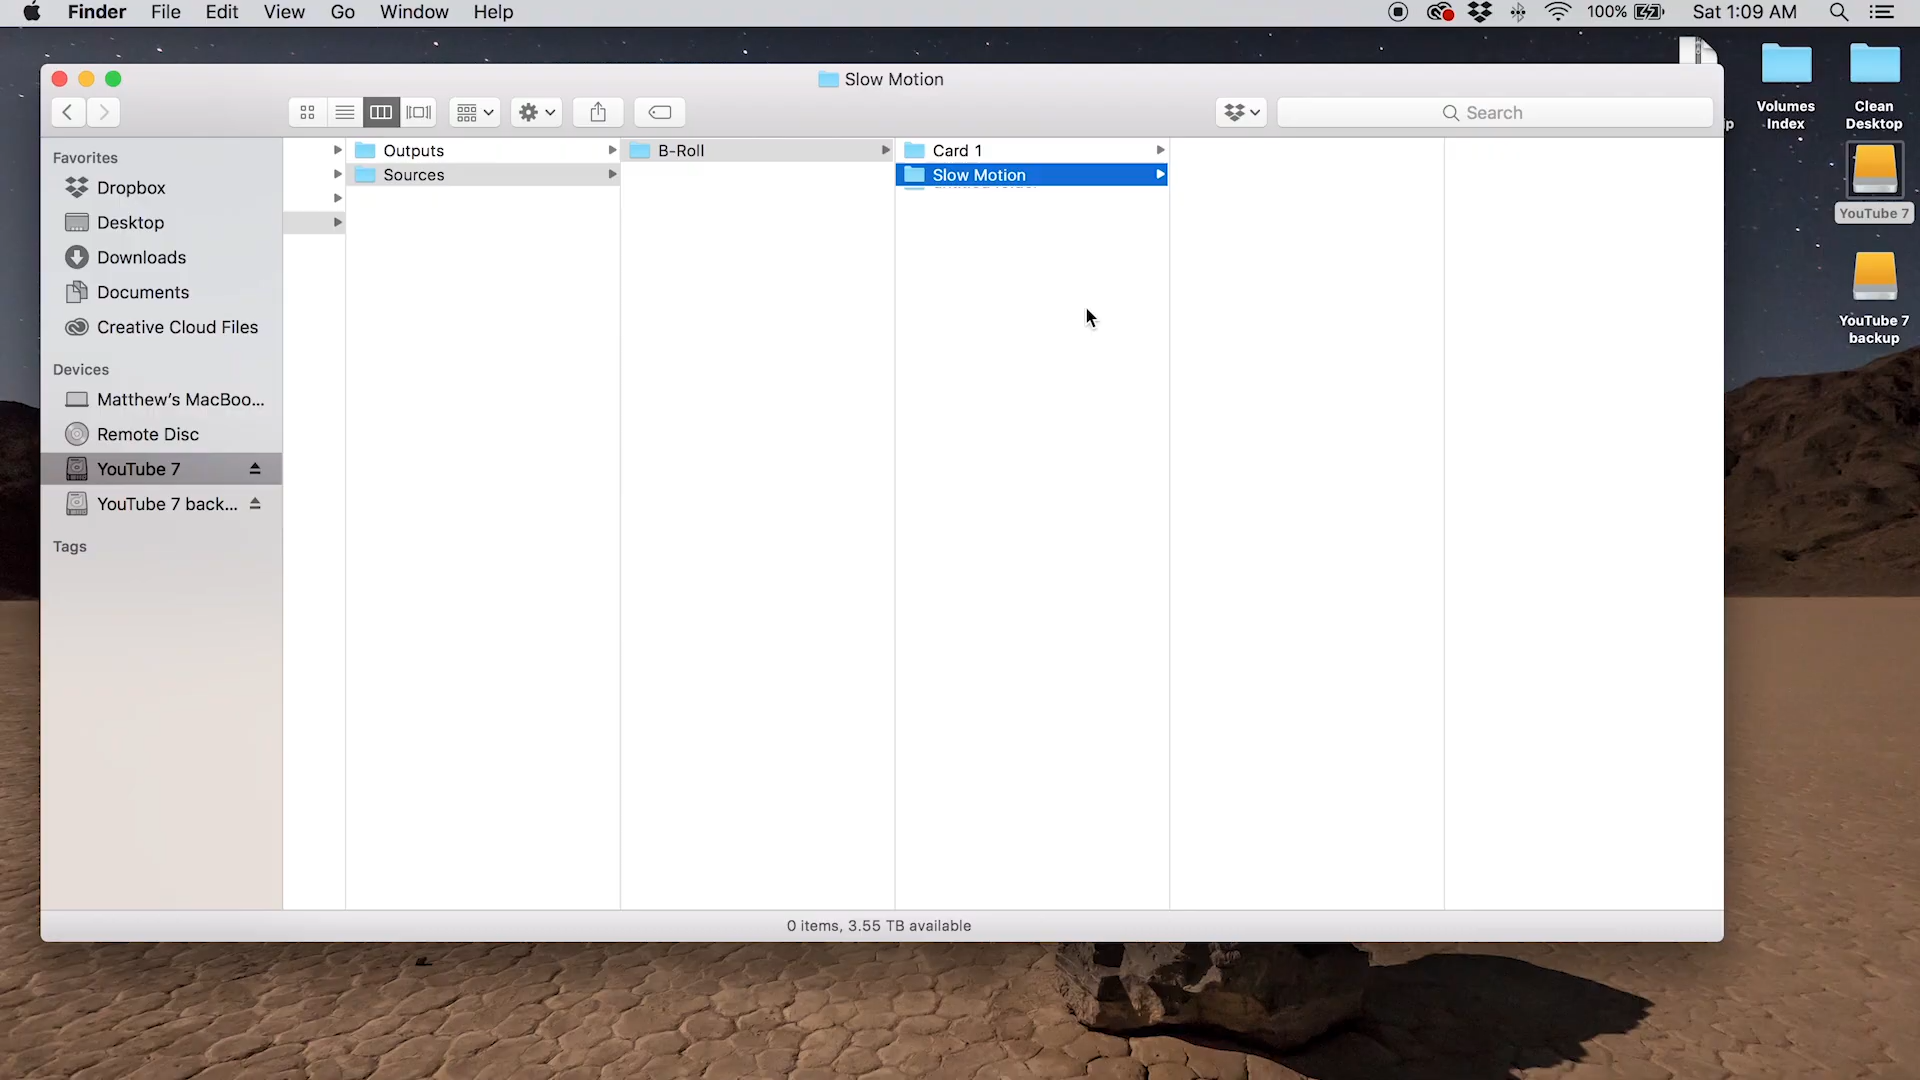 Finder File Edit View Go Window Help
100% Sat 1:09 AM
Slow Motion
Search
Favorites
Dropbox
Desktop
Downloads
Documents
Creative Cloud Files
Devices
Matthew's MacBoo...
Remote Disc
YouTube 7
YouTube 7 back...
Tags
Outputs
Sources
B-Roll
Card 1
Slow Motion
0 items, 3.55 TB available
Volumes
Index
Clean
Desktop
YouTube 7
YouTube 7
backup